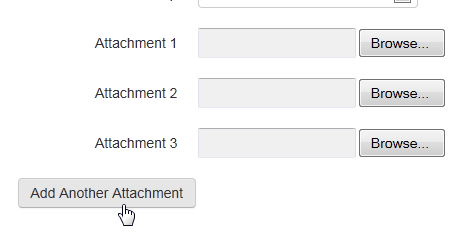 Attachment 1 Browse...
Attachment 2 Browse...
Attachment 3 Browse...
Add Another Attachment